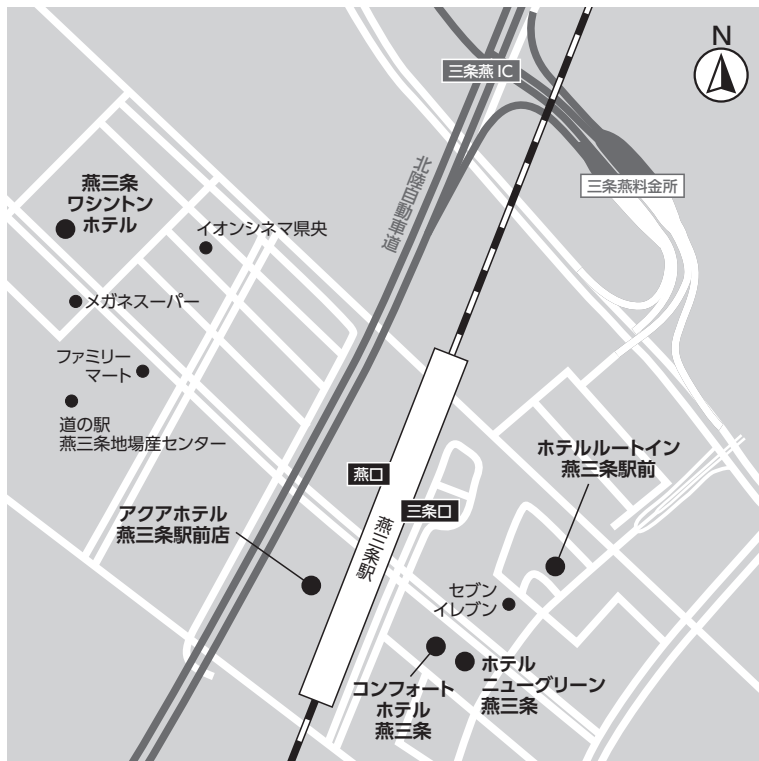 N
三条燕IC
三条燕料金所
北陸自動車道
燕三条
ワシントン
ホテル
イオンシネマ県央
メガネスーパー
ファミリー
マート
道の駅
燕三条地場産センター
燕口
三条口
燕三条駅
アクアホテル
燕三条駅前店
ホテルルートイン
燕三条駅前
セブン
イレブン
コンフォート
ホテル
燕三条
ホテル
ニューグリーン
燕三条